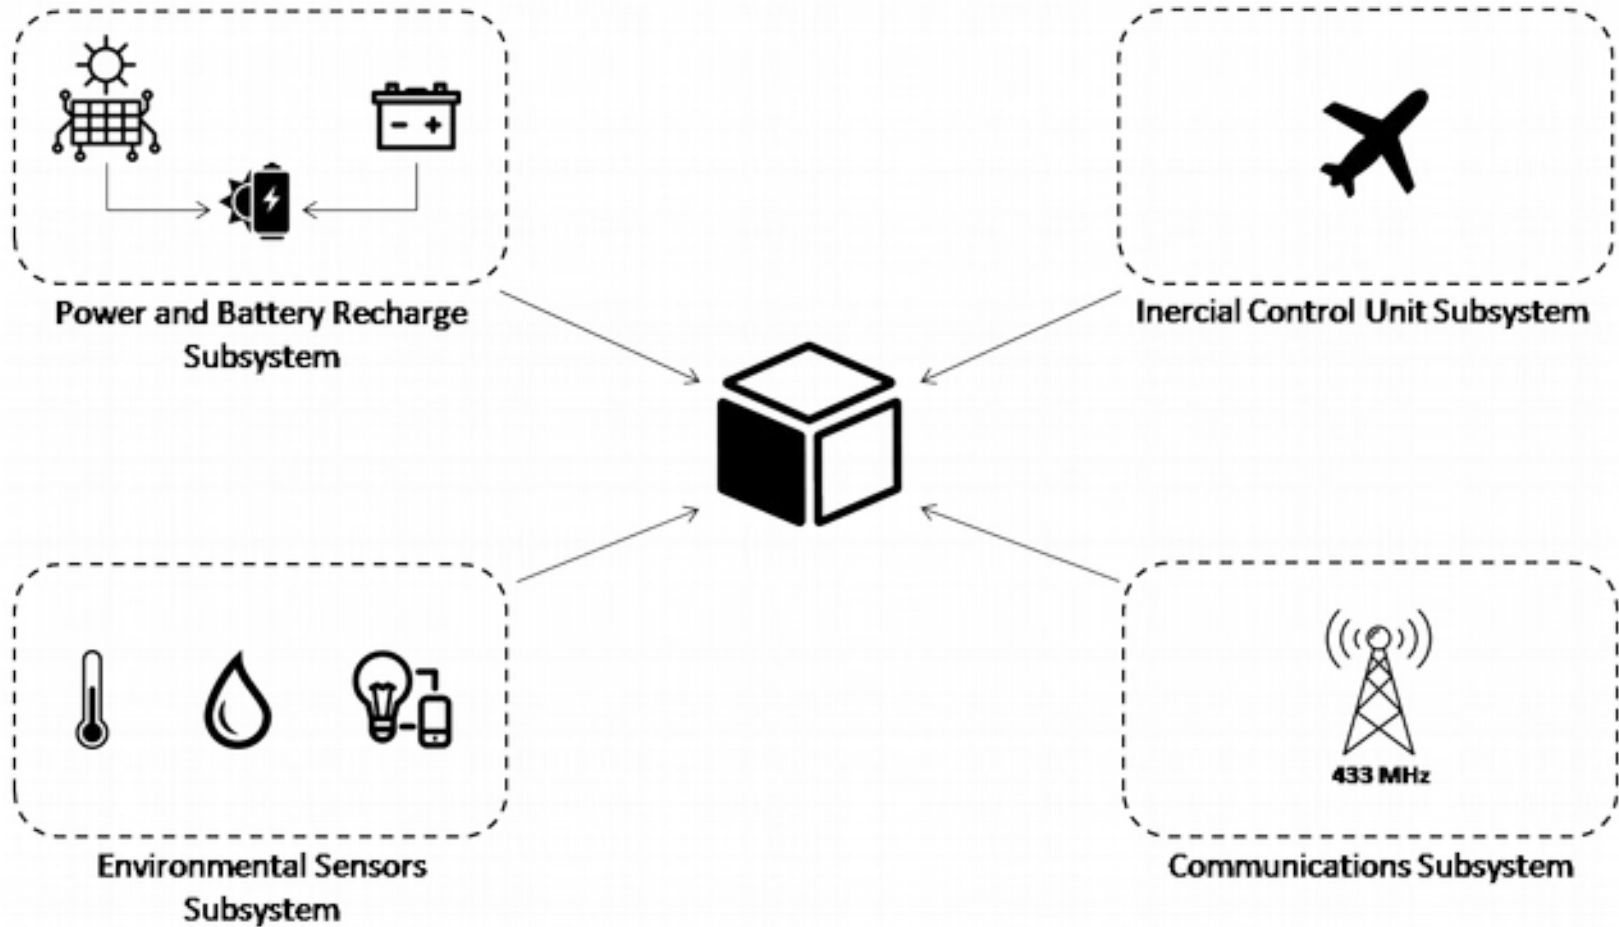 Power and Battery Recharge
Subsystem
Inercial Control Unit Subsystem
433 MHz
Environmental Sensors
Subsystem
Communications Subsystem